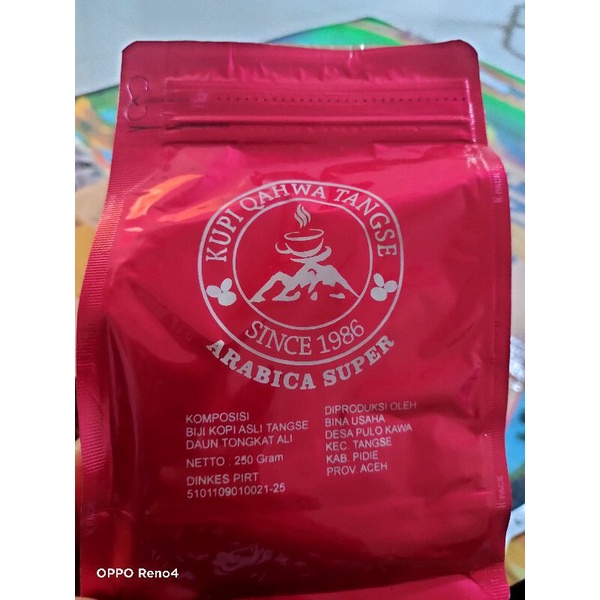 KUPI QAHWA TANGSE
SINCE 1986
ARABICA SUPER
KOMPOSISI
BIJI KOPI ASLI TANGSE
DAUN TONGKAT ALI
NETTO : 250 Gram
DINKES PIRT
5101109010021-25
DIPRODUKSI OLEH
BINA USAHA
DESA PULO KAWA
KEC. TANGSE
KAB. PIDIE
PROV. ACEH
OPPO Reno4